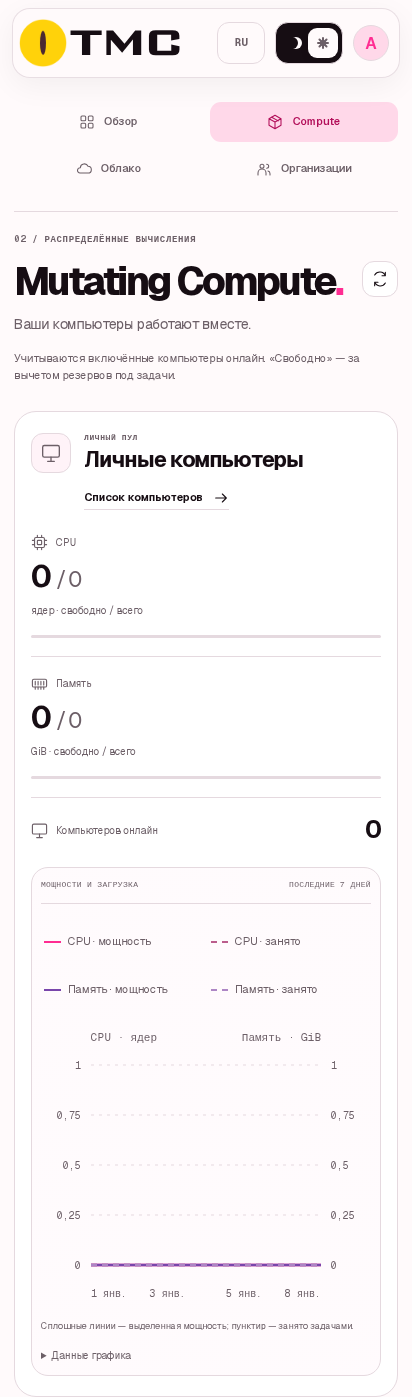 TMC
RU
A
Обзор
Compute
Облако
Организации
02 / РАСПРЕДЕЛЁННЫЕ ВЫЧИСЛЕНИЯ
Mutating Compute.
Ваши компьютеры работают вместе.
Учитываются включённые компьютеры онлайн. «Свободно» — за
вычетом резервов под задачи.
ЛИЧНЫЙ ПУЛ
Личные компьютеры
Список компьютеров →
CPU
0 / 0
ядер · свободно / всего
Память
0 / 0
GiB · свободно / всего
Компьютеров онлайн 0
МОЩНОСТИ И ЗАГРУЗКА ПОСЛЕДНИЕ 7 ДНЕЙ
CPU · мощность CPU · занято
Память · мощность Память · занято
CPU · ядер Память · GiB
1 1
0,75 0,75
0,5 0,5
0,25 0,25
0 0
1 янв. 3 янв. 5 янв. 8 янв.
Сплошные линии — выделенная мощность; пунктир — занято задачами.
▶ Данные графика